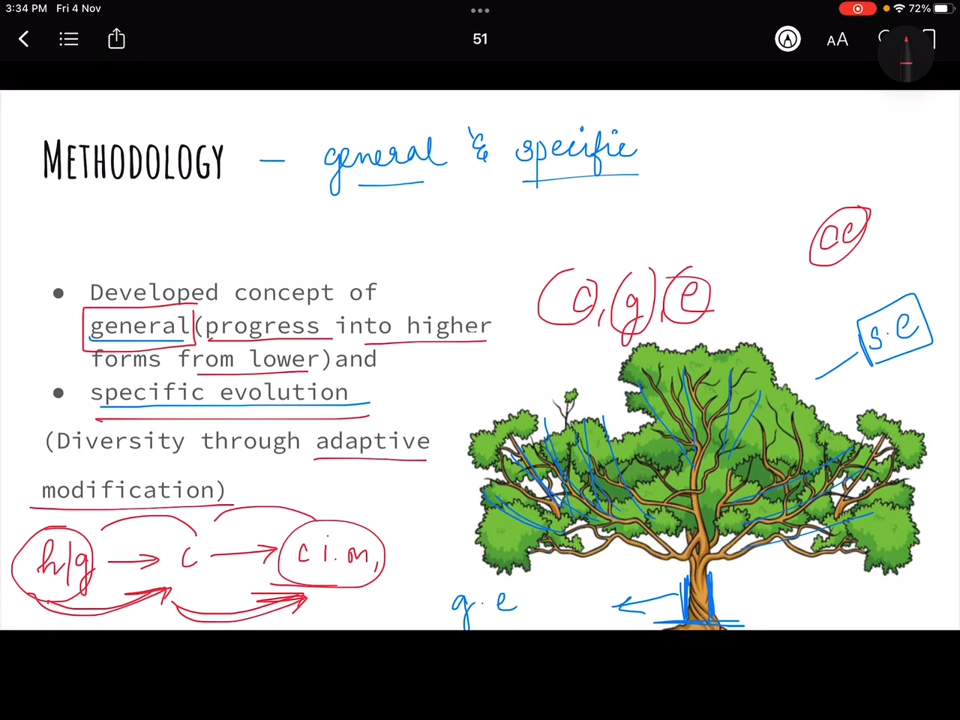 3:34 PM Fri 4 Nov 72%
51
AA
METHODOLOGY – general & specific
● Developed concept of
general(progress into higher
forms from lower)and
● specific evolution
(Diversity through adaptive
modification)
c, g, e
s.e
h/g → c → c i.m,
g.e